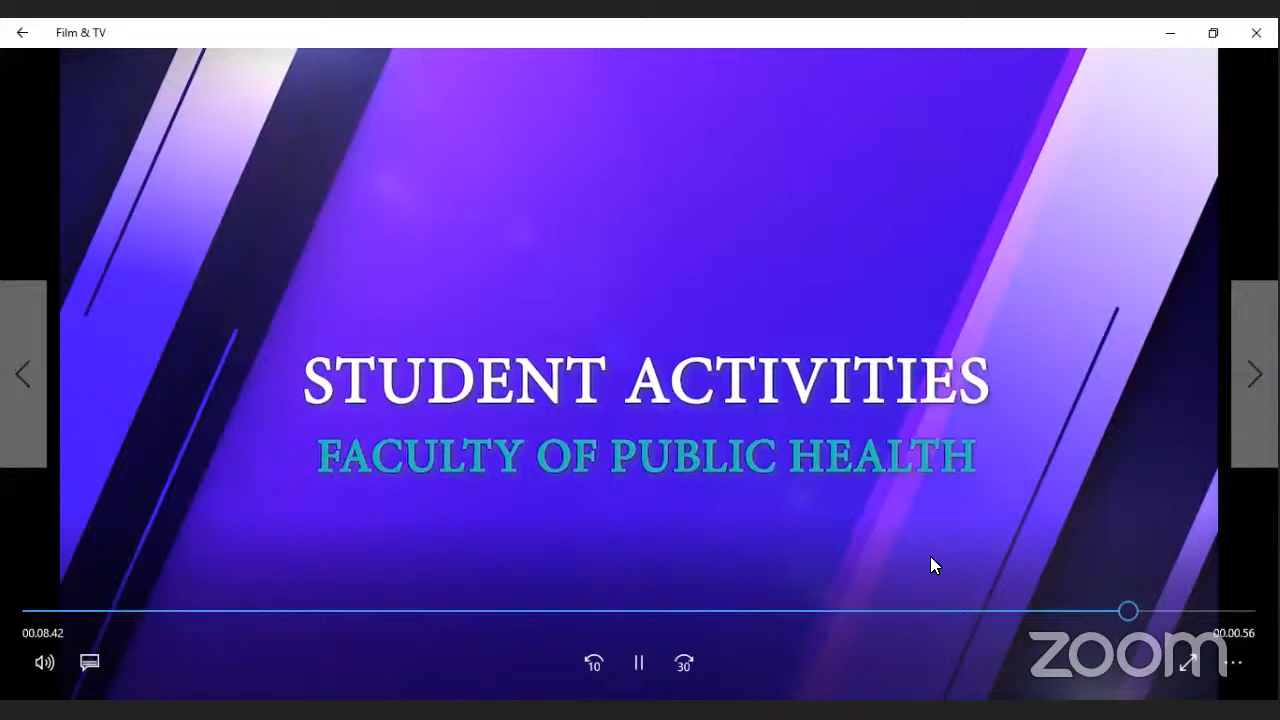 Film & TV
STUDENT ACTIVITIES
FACULTY OF PUBLIC HEALTH
00.08.42
00.00.56
10
30
zoom